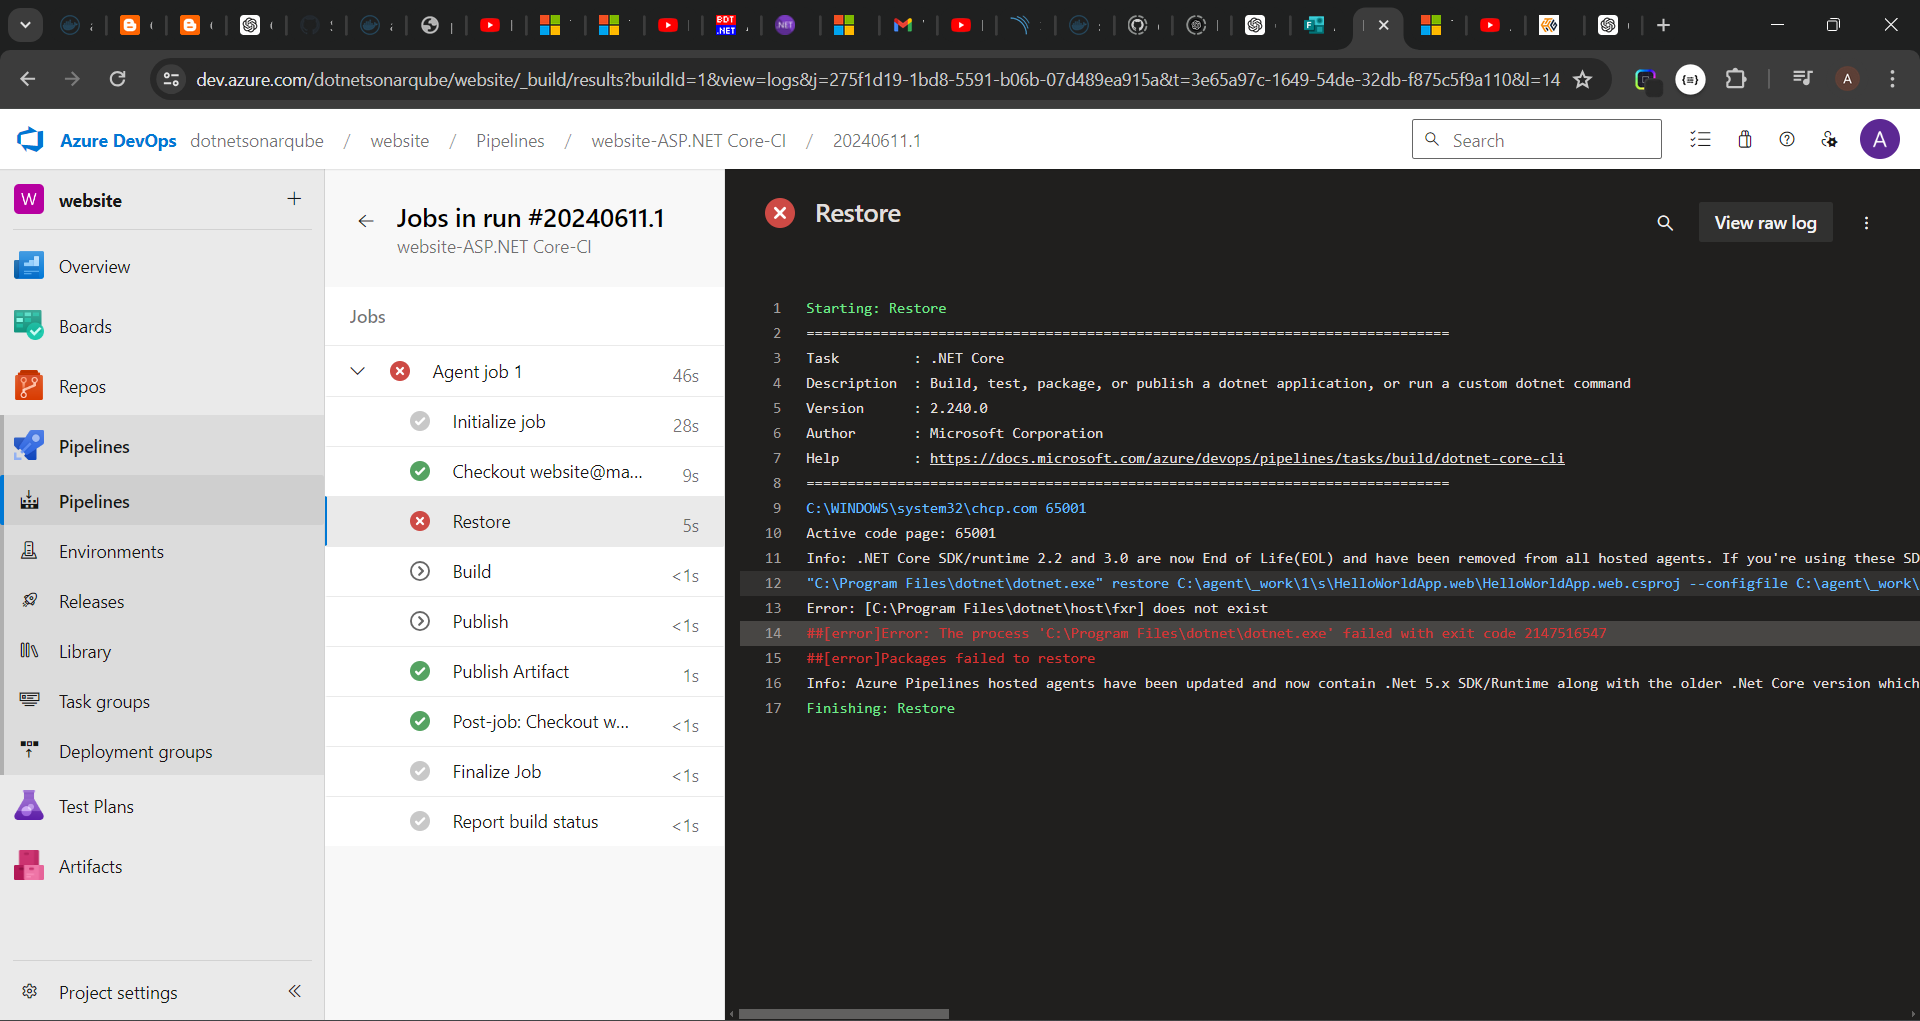 BDT
.NET
NET
dev.azure.com/dotnetsonarqube/website/_build/results?buildId=1&view=logs&j=275f1d19-1bd8-5591-b06b-07d489ea915a&t=3e65a97c-1649-54de-32db-f875c5f9a110&l=14
A
Azure DevOps dotnetsonarqube / website / Pipelines / website-ASP.NET Core-CI / 20240611.1
Search
A
W website
Overview
Boards
Repos
Pipelines
Pipelines
Environments
Releases
Library
Task groups
Deployment groups
Test Plans
Artifacts
Project settings
Jobs in run #20240611.1
website-ASP.NET Core-CI
Jobs
Agent job 1 46s
Initialize job 28s
Checkout website@ma... 9s
Restore 5s
Build <1s
Publish <1s
Publish Artifact 1s
Post-job: Checkout w... <1s
Finalize Job <1s
Report build status <1s
Restore
View raw log
1 Starting: Restore
2 ==============================================================================
3 Task : .NET Core
4 Description : Build, test, package, or publish a dotnet application, or run a custom dotnet command
5 Version : 2.240.0
6 Author : Microsoft Corporation
7 Help : https://docs.microsoft.com/azure/devops/pipelines/tasks/build/dotnet-core-cli
8 ==============================================================================
9 C:\WINDOWS\system32\chcp.com 65001
10 Active code page: 65001
11 Info: .NET Core SDK/runtime 2.2 and 3.0 are now End of Life(EOL) and have been removed from all hosted agents. If you're using these SD
12 "C:\Program Files\dotnet\dotnet.exe" restore C:\agent\_work\1\s\HelloWorldApp.web\HelloWorldApp.web.csproj --configfile C:\agent\_work\
13 Error: [C:\Program Files\dotnet\host\fxr] does not exist
14 ##[error]Error: The process 'C:\Program Files\dotnet\dotnet.exe' failed with exit code 2147516547
15 ##[error]Packages failed to restore
16 Info: Azure Pipelines hosted agents have been updated and now contain .Net 5.x SDK/Runtime along with the older .Net Core version which
17 Finishing: Restore